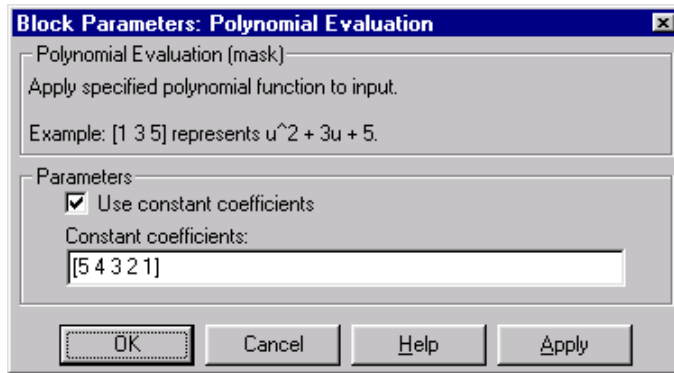 Block Parameters: Polynomial Evaluation
Polynomial Evaluation (mask)
Apply specified polynomial function to input.
Example: [1 3 5] represents u^2 + 3u + 5.
Parameters
Use constant coefficients
Constant coefficients:
[5 4 3 2 1]
OK Cancel Help Apply